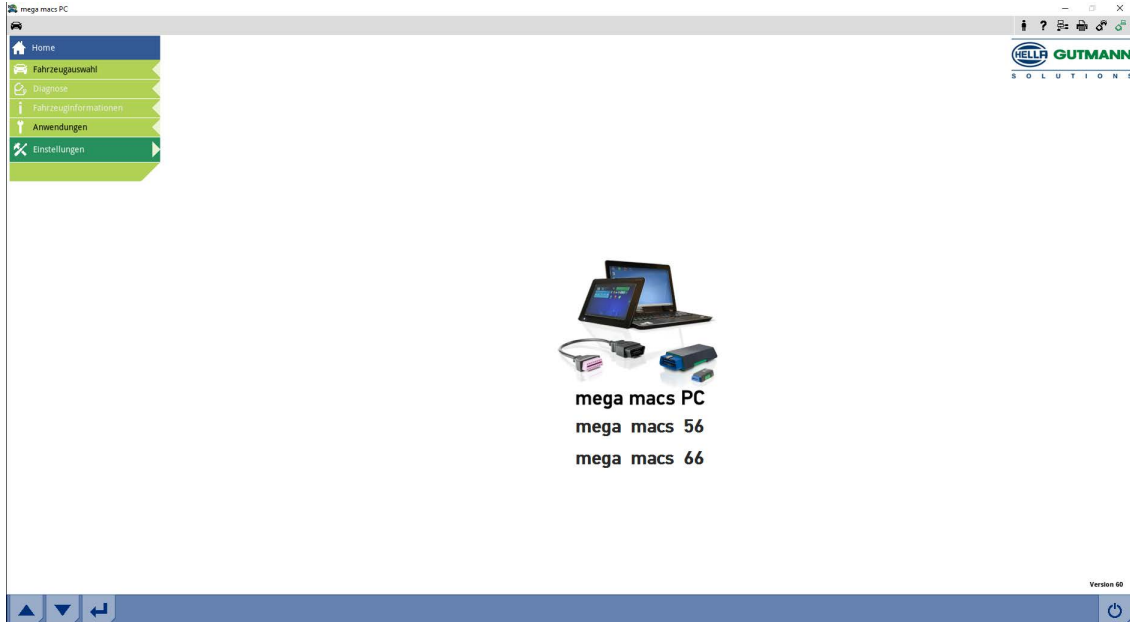 mega macs PC
?
Home
HELLA GUTMANN
SOLUTIONS
Fahrzeugauswahl
Diagnose
Fahrzeuginformationen
Anwendungen
Einstellungen
mega macs PC
mega macs 56
mega macs 66
Version 60